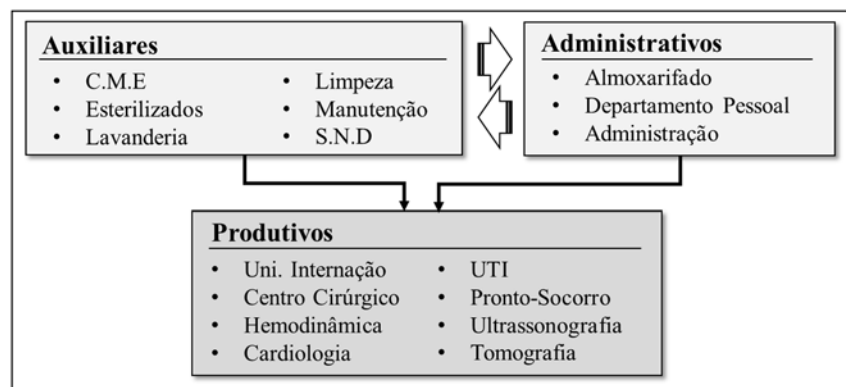 Auxiliares
• C.M.E
• Esterilizados
• Lavanderia
• Limpeza
• Manutenção
• S.N.D
Administrativos
• Almoxarifado
• Departamento Pessoal
• Administração
Produtivos
• Uni. Internação
• Centro Cirúrgico
• Hemodinâmica
• Cardiologia
• UTI
• Pronto-Socorro
• Ultrassonografia
• Tomografia